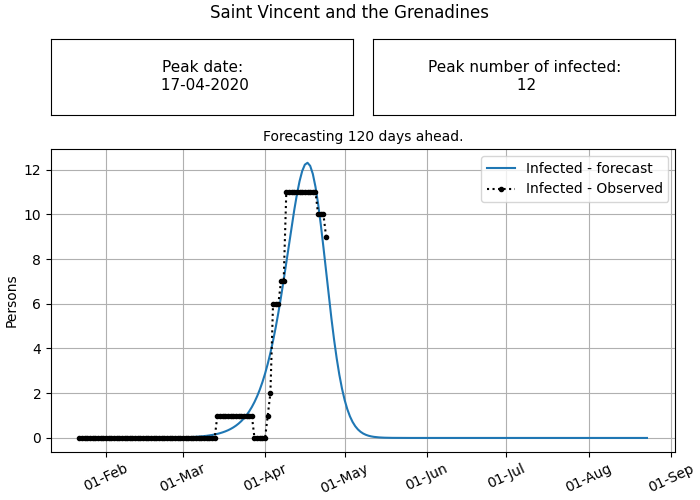 Saint Vincent and the Grenadines
Peak date:
17-04-2020
Peak number of infected:
12
Forecasting 120 days ahead.
Infected - forecast
Infected - Observed
Persons
12
10
8
6
4
2
0
01-Feb
01-Mar
01-Apr
01-May
01-Jun
01-Jul
01-Aug
01-Sep